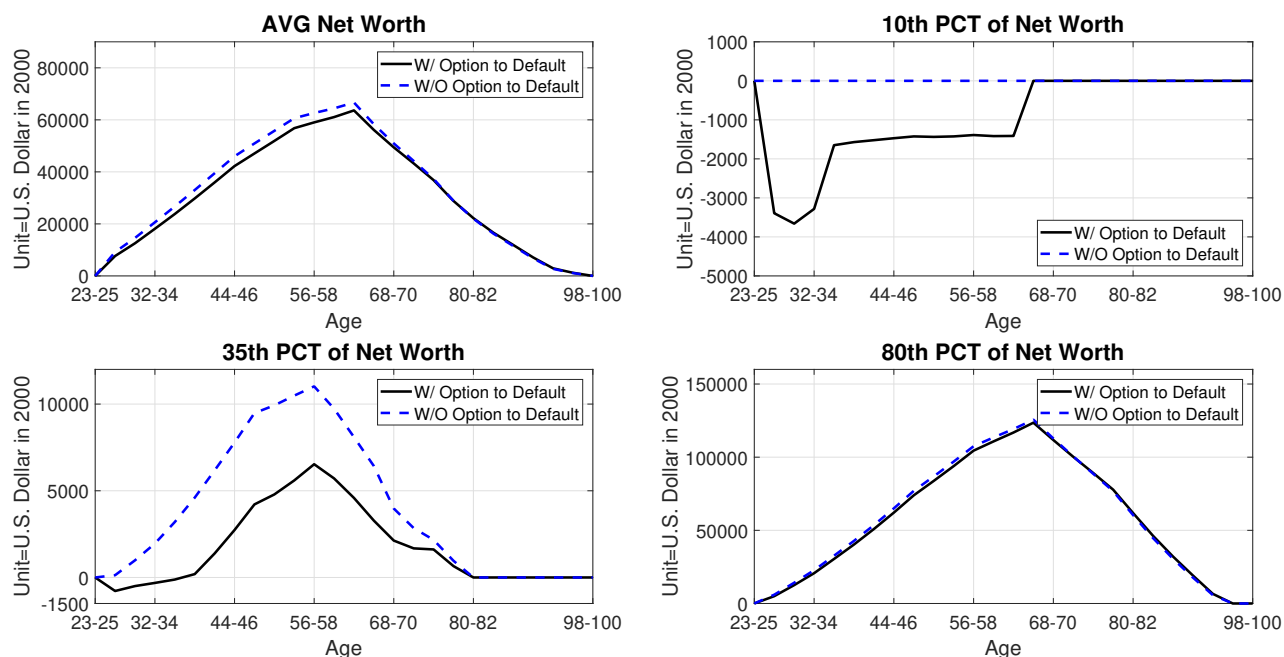 AVG Net Worth
80000
60000
40000
20000
0
Unit=U.S. Dollar in 2000
W/ Option to Default
W/O Option to Default
23-25 32-34 44-46 56-58 68-70 80-82 98-100
Age
10th PCT of Net Worth
1000
0
-1000
-2000
-3000
-4000
-5000
Unit=U.S. Dollar in 2000
W/ Option to Default
W/O Option to Default
23-25 32-34 44-46 56-58 68-70 80-82 98-100
Age
35th PCT of Net Worth
10000
5000
0
-1500
Unit=U.S. Dollar in 2000
W/ Option to Default
W/O Option to Default
23-25 32-34 44-46 56-58 68-70 80-82 98-100
Age
80th PCT of Net Worth
150000
100000
50000
0
Unit=U.S. Dollar in 2000
W/ Option to Default
W/O Option to Default
23-25 32-34 44-46 56-58 68-70 80-82 98-100
Age